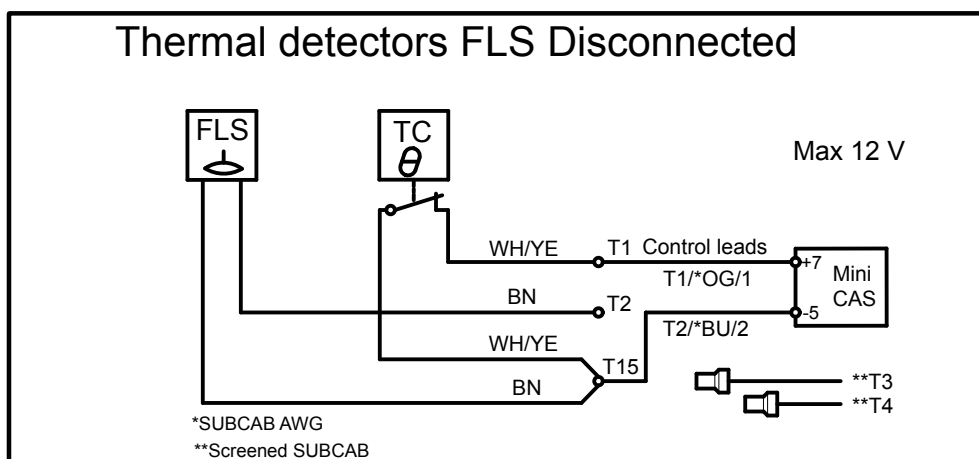 Thermal detectors FLS Disconnected
FLS
TC
Max 12 V
WH/YE
T1
Control leads
+7
Mini
CAS
T1/*OG/1
BN
T2
-5
T2/*BU/2
WH/YE
T15
BN
**T3
**T4
*SUBCAB AWG
**Screened SUBCAB